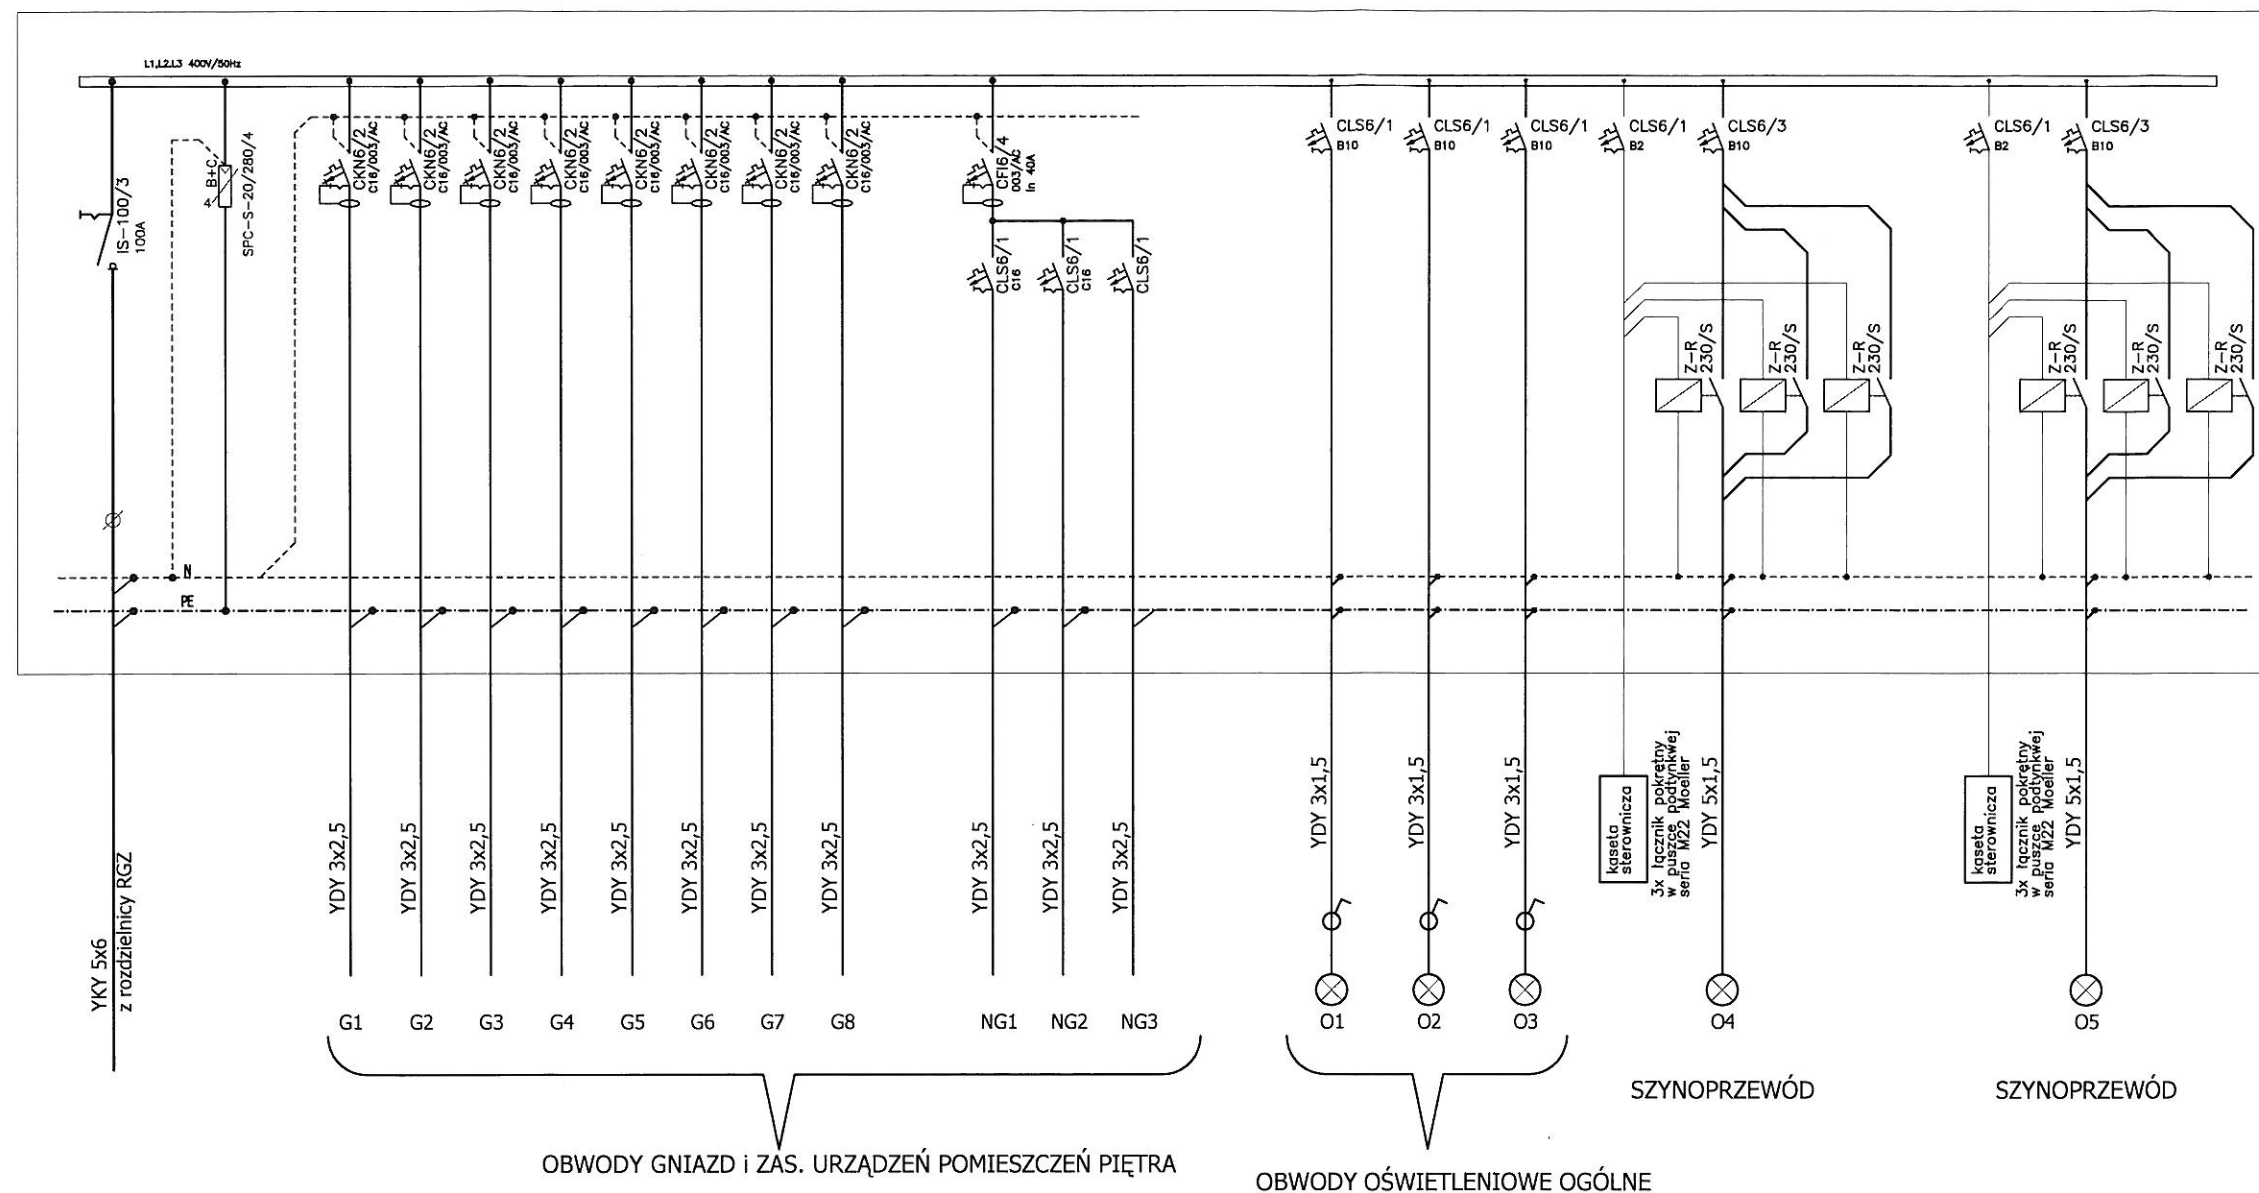 L1,L2,L3 400V/50Hz
IS-100/3
100A
4
B+C
SPC-S-20/280/4
CKN6/2
C16/003/AC
CKN6/2
C16/003/AC
CKN6/2
C16/003/AC
CKN6/2
C16/003/AC
CKN6/2
C16/003/AC
CKN6/2
C16/003/AC
CKN6/2
C16/003/AC
CKN6/2
C16/003/AC
CFI6/4
003/AC
In 40A
CLS6/1
C16
CLS6/1
C16
CLS6/1
CLS6/1
B10
CLS6/1
B10
CLS6/1
B10
CLS6/1
B2
CLS6/3
B10
CLS6/1
B2
CLS6/3
B10
Z-R
230/S
Z-R
230/S
Z-R
230/S
Z-R
230/S
Z-R
230/S
Z-R
230/S
N
PE
YKY 5x6
z rozdzielnicy RGZ
YDY 3x2,5
YDY 3x2,5
YDY 3x2,5
YDY 3x2,5
YDY 3x2,5
YDY 3x2,5
YDY 3x2,5
YDY 3x2,5
YDY 3x2,5
YDY 3x2,5
YDY 3x2,5
YDY 3x1,5
YDY 3x1,5
YDY 3x1,5
kaseta
sterownicza
3x łącznik pokrętny
w puszce podtynkwej
seria M22 Moeller
YDY 5x1,5
kaseta
sterownicza
3x łącznik pokrętny
w puszce podtynkwej
seria M22 Moeller
YDY 5x1,5
G1 G2 G3 G4 G5 G6 G7 G8 NG1 NG2 NG3 O1 O2 O3 O4 O5
SZYNOPRZEWÓD
SZYNOPRZEWÓD
OBWODY GNIAZD i ZAS. URZĄDZEŃ POMIESZCZEŃ PIĘTRA
OBWODY OŚWIETLENIOWE OGÓLNE